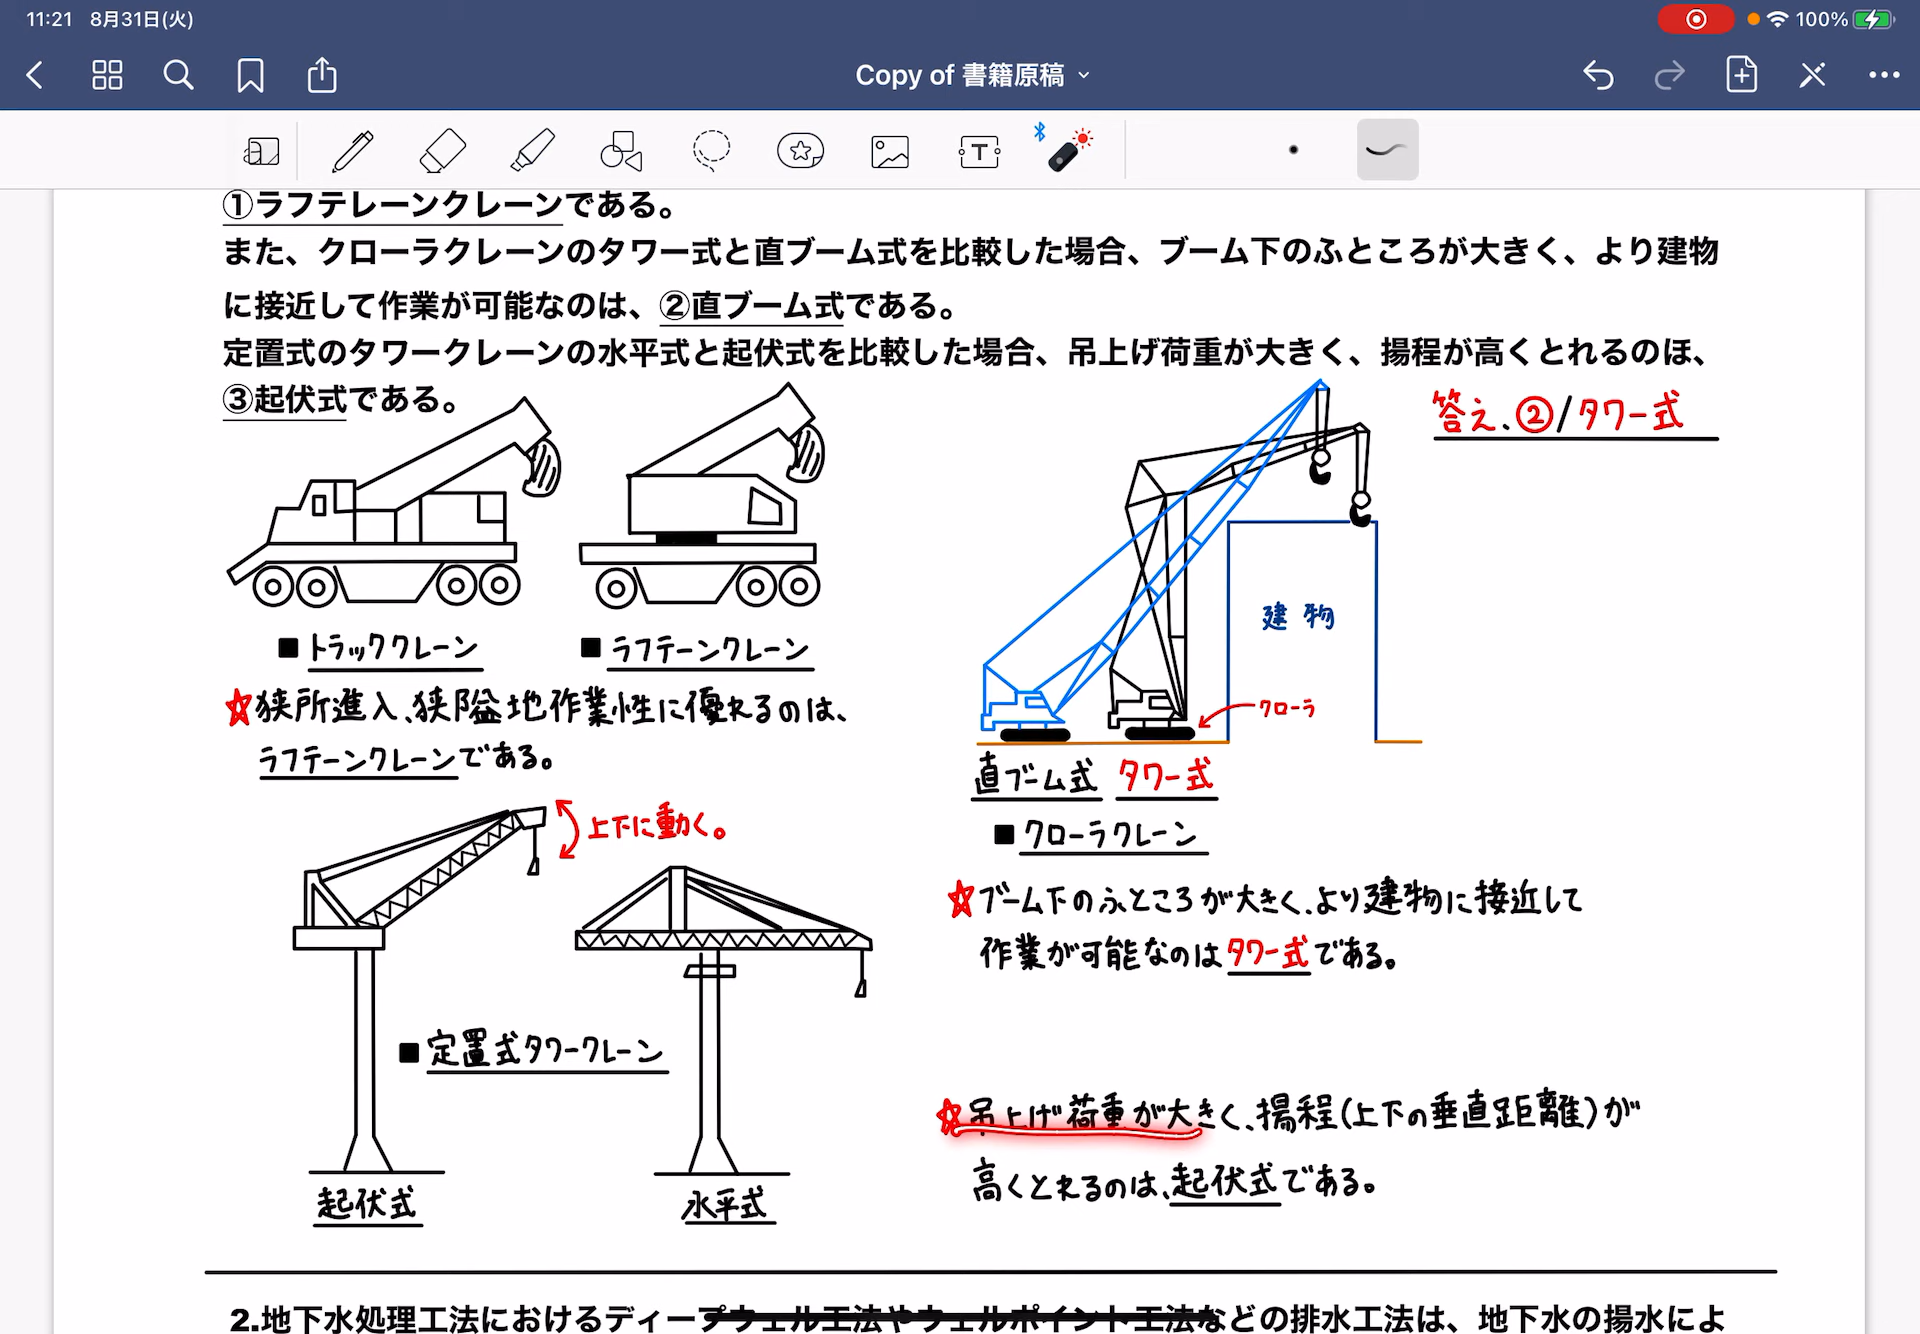 11:21 8月31日(火)
100%
Copy of 書籍原稿
①ラフテレーンクレーンである。
また、クローラクレーンのタワー式と直ブーム式を比較した場合、ブーム下のふところが大きく、より建物
に接近して作業が可能なのは、②直ブーム式である。
定置式のタワークレーンの水平式と起伏式を比較した場合、吊上げ荷重が大きく、揚程が高くとれるのほ、
③起伏式である。
答え、②/タワー式
建物
■トラッククレーン
■ラフテーンクレーン
☆狭所進入、狭隘地作業性に優れるのは、
ラフテーンクレーンである。
クローラ
直ブーム式 タワー式
■クローラクレーン
上下に動く。
☆ブーム下のふところが大きく、より建物に接近して
作業が可能なのはタワー式である。
■定置式タワークレーン
☆吊上げ荷重が大きく、揚程(上下の垂直距離)が
高くとれるのは、起伏式である。
起伏式
水平式
2.地下水処理工法におけるディープウェル工法やウェルポイント工法などの排水工法は、地下水の揚水によ